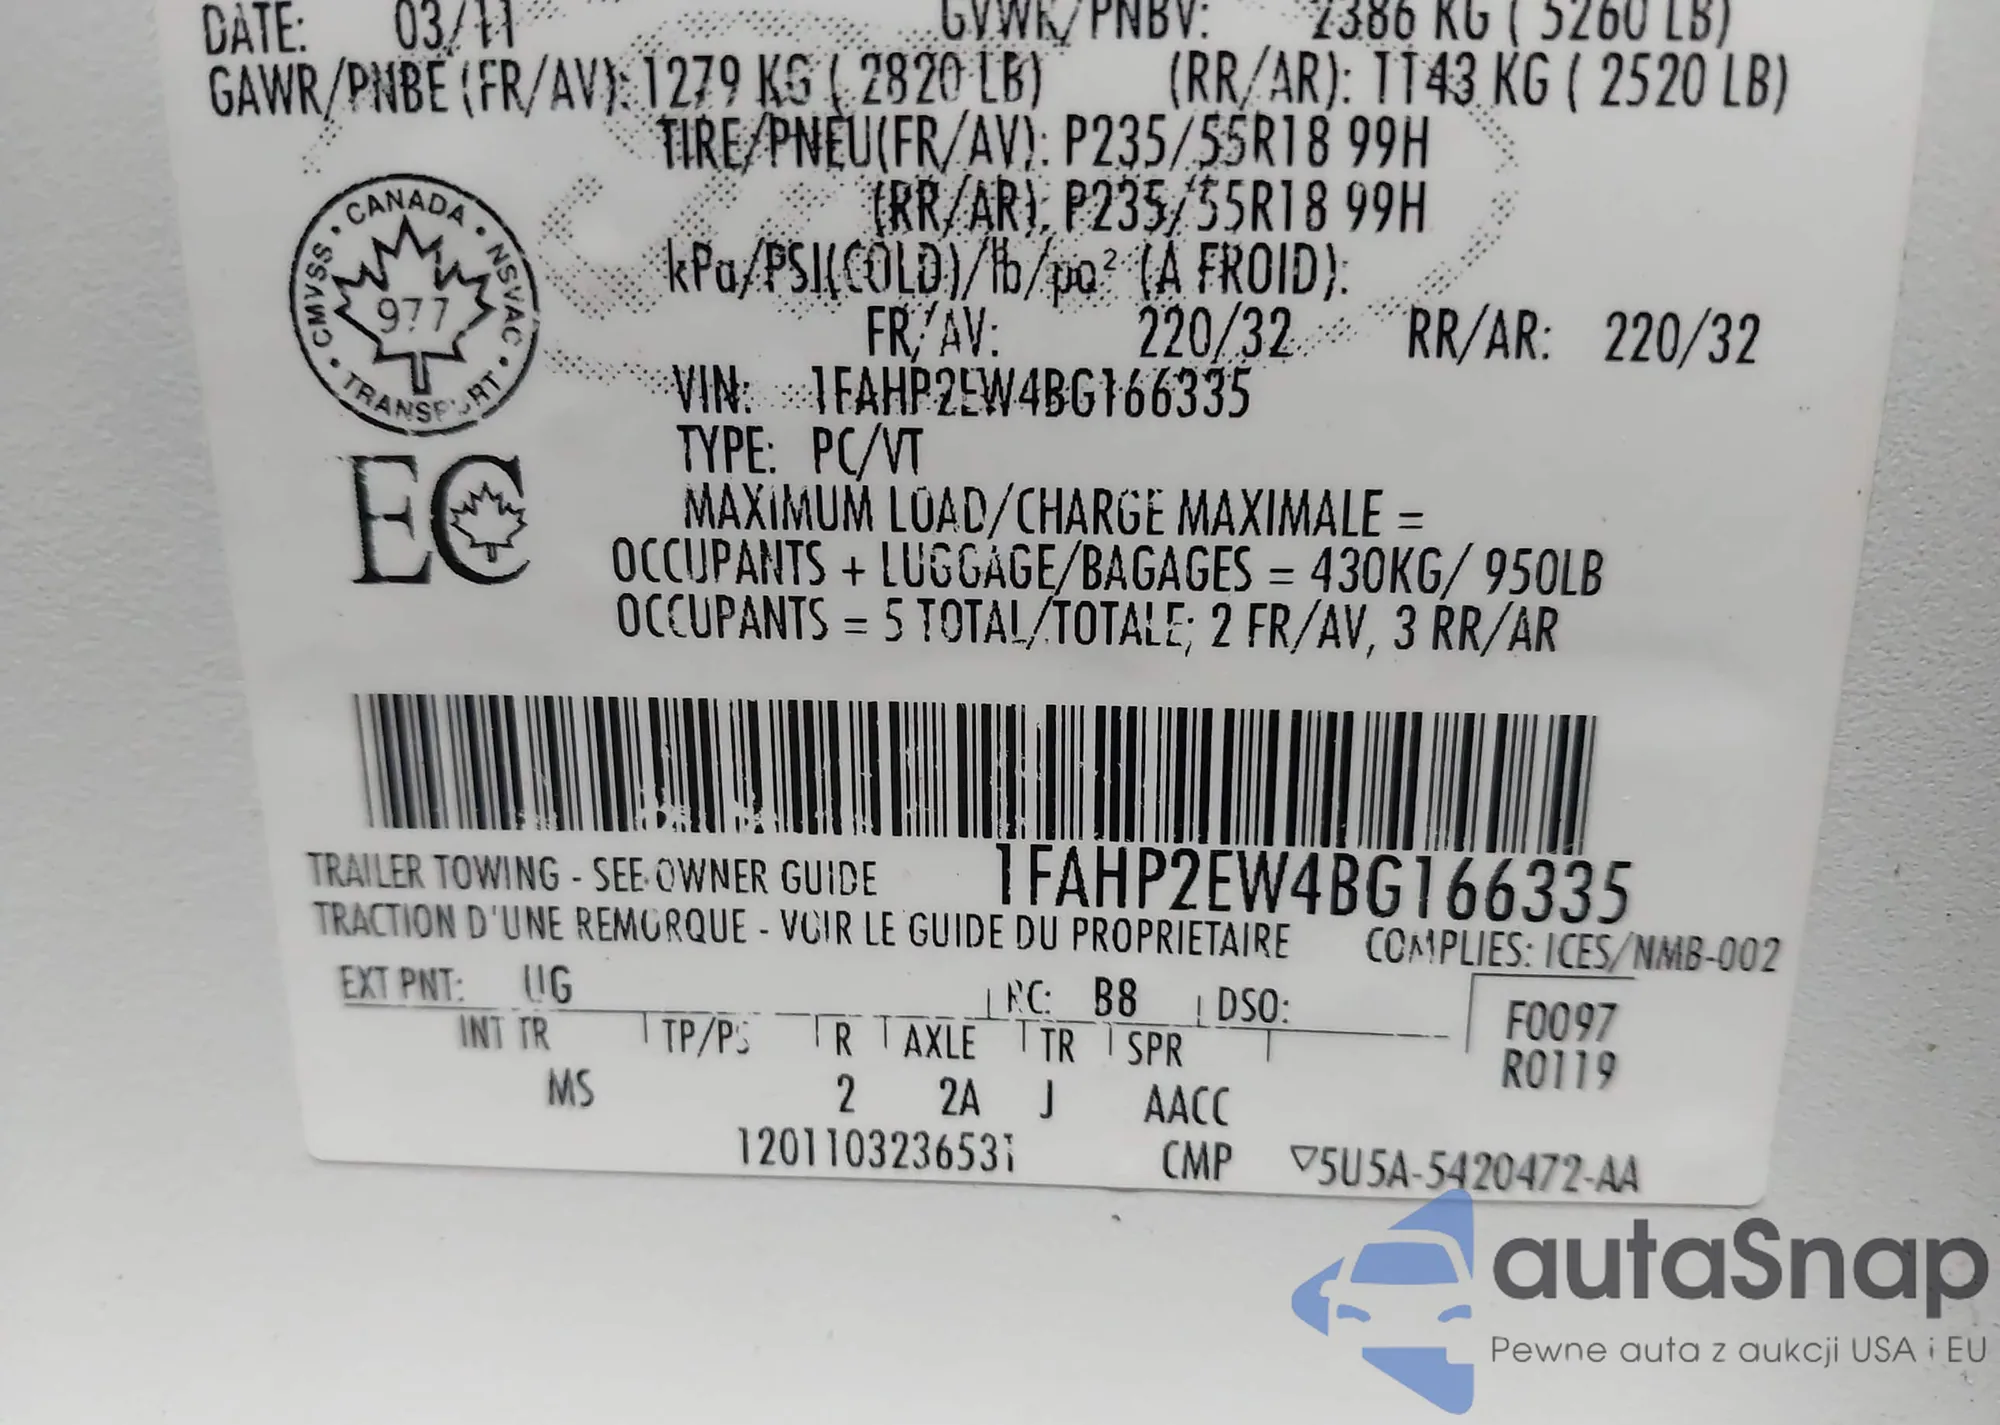 DATE: 03/11 GVWR/PNBV: 2386 KG ( 5260 LB)
GAWR/PNBE (FR/AV): 1279 KG ( 2820 LB) (RR/AR): 1143 KG ( 2520 LB)
TIRE/PNEU(FR/AV): P235/55R18 99H
(RR/AR): P235/55R18 99H
kPa/PSI(COLD)/lb/po² (A FROID):
FR/AV: 220/32 RR/AR: 220/32
VIN: 1FAHP2EW4BG166335
TYPE: PC/VT
MAXIMUM LOAD/CHARGE MAXIMALE =
OCCUPANTS + LUGGAGE/BAGAGES = 430KG/ 950LB
OCCUPANTS = 5 TOTAL/TOTALE; 2 FR/AV, 3 RR/AR
CANADA • NSVAC • TRANSPORT • CMVSS •
977
EC
1FAHP2EW4BG166335
TRAILER TOWING - SEE OWNER GUIDE
TRACTION D'UNE REMORQUE - VOIR LE GUIDE DU PROPRIETAIRE
COMPLIES: ICES/NMB-002
EXT PNT: UG RC: B8 DSO:
F0097
R0119
INT TR TP/PS R AXLE TR SPR
MS 2 2A J AACC
1201103236531 CMP ▽5U5A-5420472-AA
autaSnap
Pewne auta z aukcji USA i EU